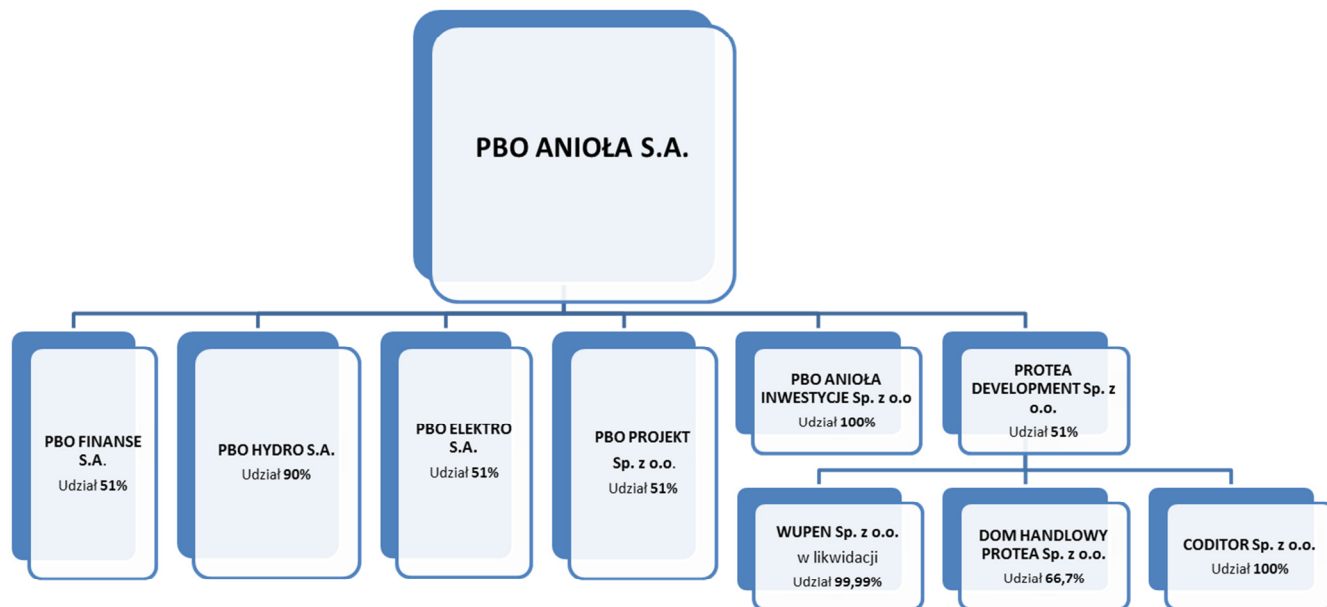 PBO ANIOŁA S.A.
PBO FINANSE
S.A.
Udział 51%
PBO HYDRO S.A.
Udział 90%
PBO ELEKTRO
S.A.
Udział 51%
PBO PROJEKT
Sp. z o.o.
Udział 51%
PBO ANIOŁA
INWESTYCJE Sp. z o.o
Udział 100%
PROTEA
DEVELOPMENT Sp. z
o.o.
Udział 51%
WUPEN Sp. z o.o.
w likwidacji
Udział 99,99%
DOM HANDLOWY
PROTEA Sp. z o.o.
Udział 66,7%
CODITOR Sp. z o.o.
Udział 100%